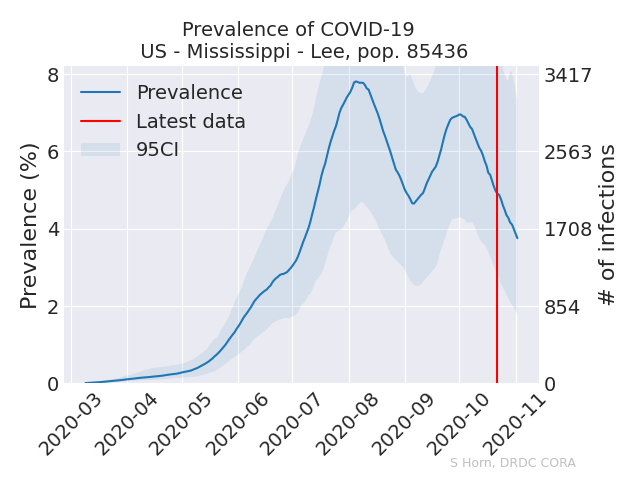 Prevalence of COVID-19
US - Mississippi - Lee, pop. 85436
Prevalence
Latest data
95CI
Prevalence (%)
8
6
4
2
0
3417
2563
1708
854
0
# of infections
2020-03
2020-04
2020-05
2020-06
2020-07
2020-08
2020-09
2020-10
2020-11
S Horn, DRDC CORA